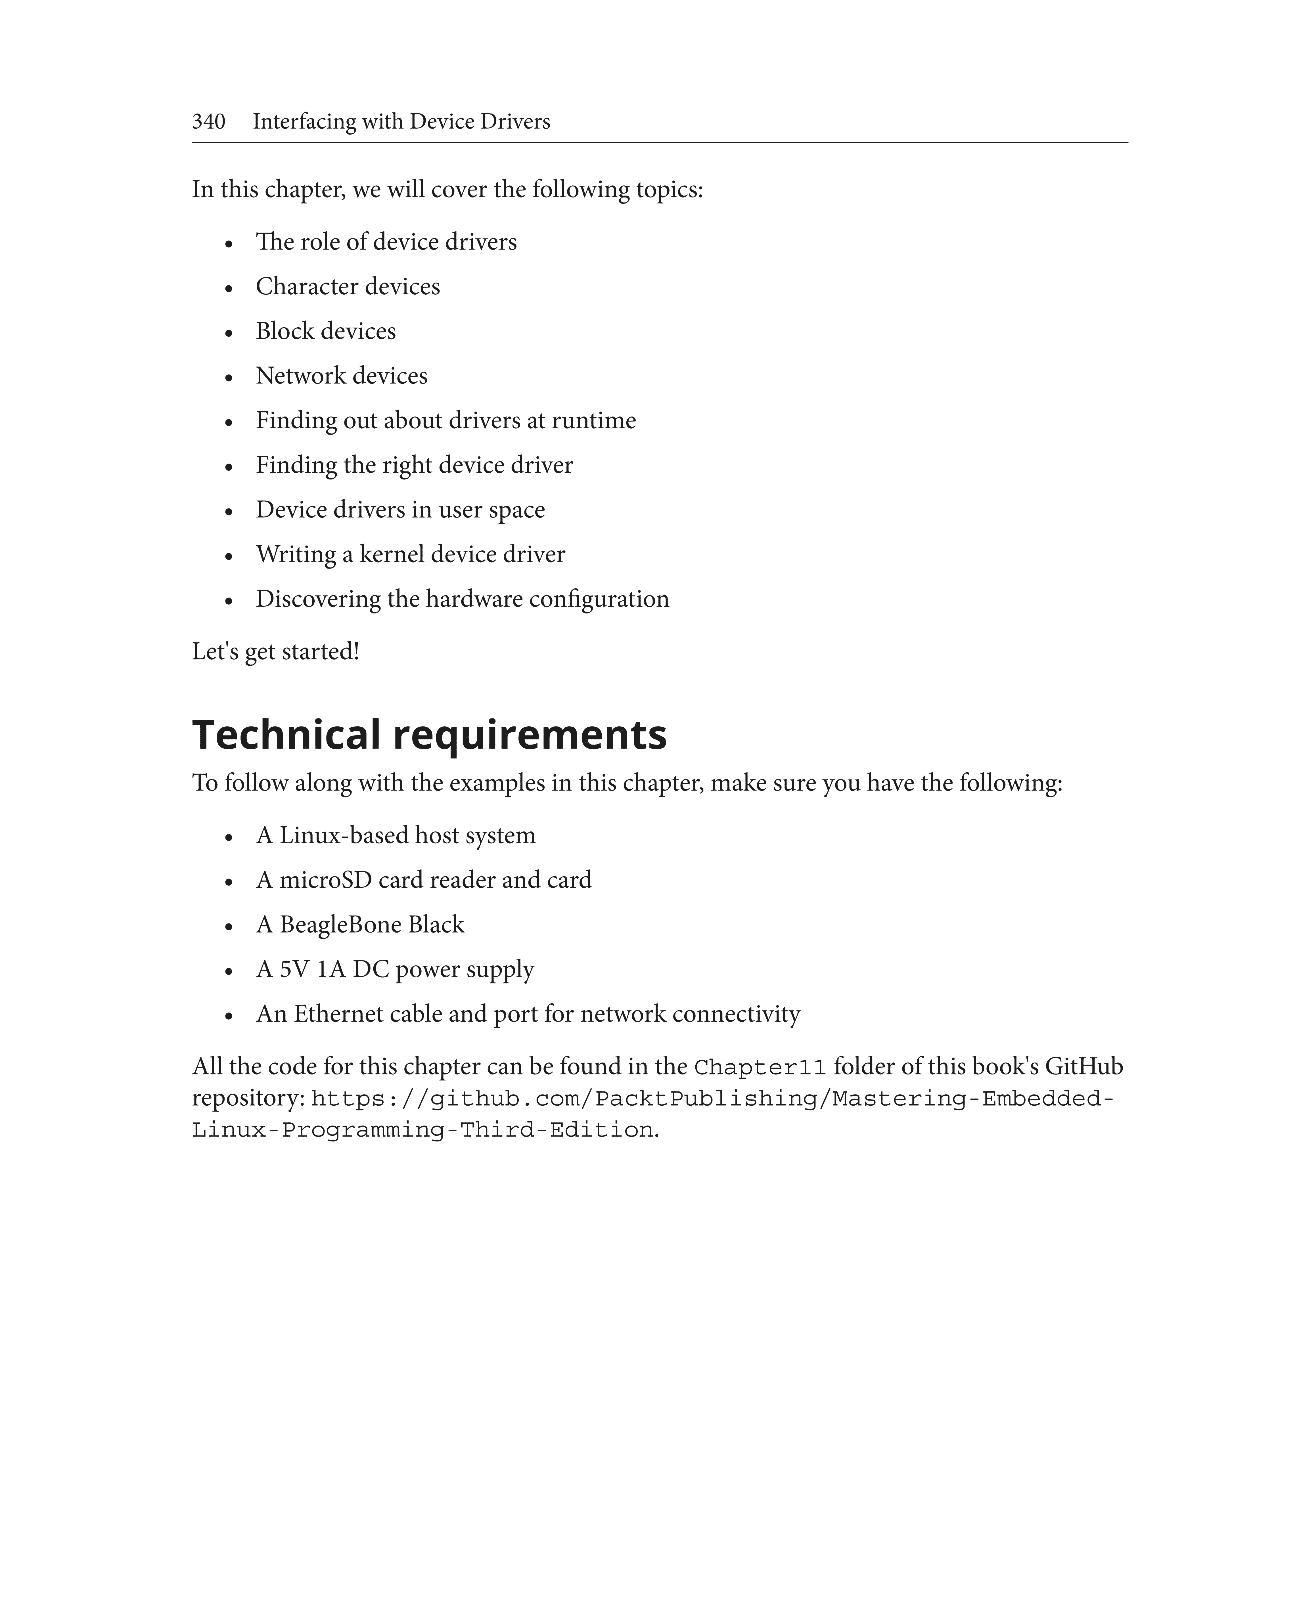 340 Interfacing with Device Drivers
In this chapter, we will cover the following topics:
• The role of device drivers
• Character devices
• Block devices
• Network devices
• Finding out about drivers at runtime
• Finding the right device driver
• Device drivers in user space
• Writing a kernel device driver
• Discovering the hardware configuration
Let's get started!
Technical requirements
To follow along with the examples in this chapter, make sure you have the following:
• A Linux-based host system
• A microSD card reader and card
• A BeagleBone Black
• A 5V 1A DC power supply
• An Ethernet cable and port for network connectivity
All the code for this chapter can be found in the Chapter11 folder of this book's GitHub
repository: https://github.com/PacktPublishing/Mastering-Embedded-
Linux-Programming-Third-Edition.